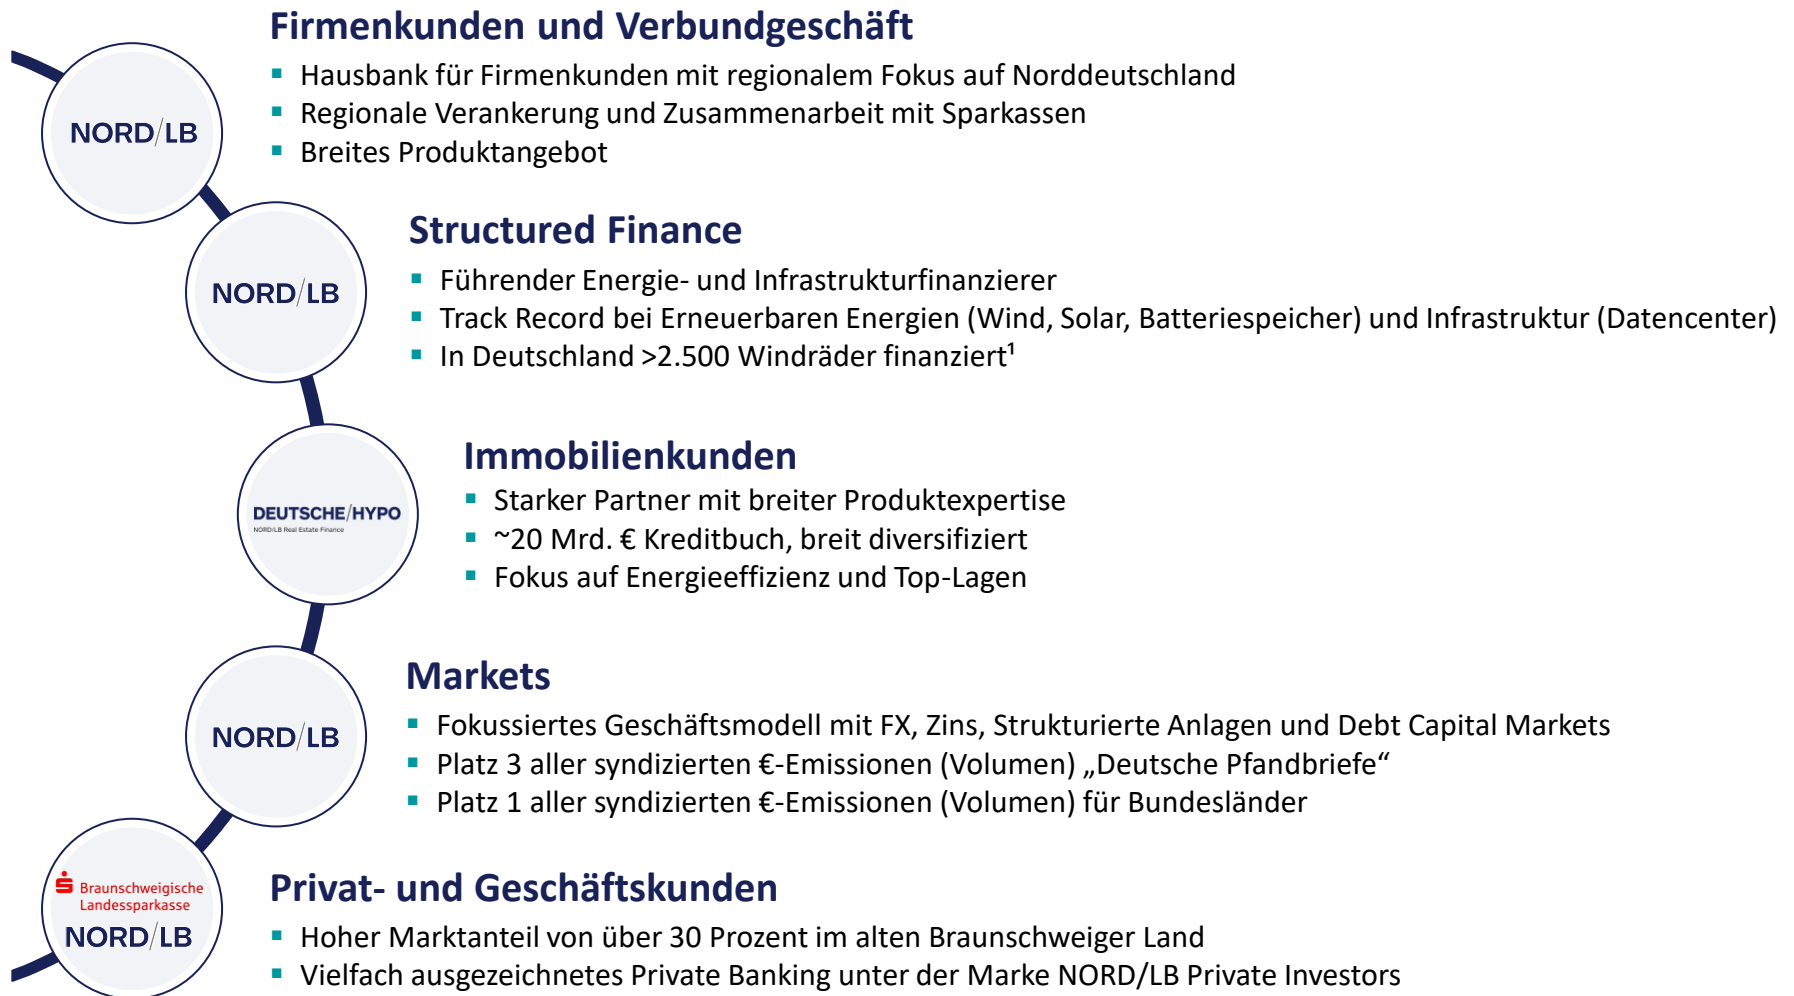 Firmenkunden und Verbundgeschäft
▪ Hausbank für Firmenkunden mit regionalem Fokus auf Norddeutschland
▪ Regionale Verankerung und Zusammenarbeit mit Sparkassen
▪ Breites Produktangebot
NORD/LB
Structured Finance
▪ Führender Energie- und Infrastrukturfinanzierer
▪ Track Record bei Erneuerbaren Energien (Wind, Solar, Batteriespeicher) und Infrastruktur (Datencenter)
▪ In Deutschland >2.500 Windräder finanziert¹
NORD/LB
Immobilienkunden
▪ Starker Partner mit breiter Produktexpertise
▪ ~20 Mrd. € Kreditbuch, breit diversifiziert
▪ Fokus auf Energieeffizienz und Top-Lagen
DEUTSCHE/HYPO
NORD/LB Real Estate Finance
Markets
▪ Fokussiertes Geschäftsmodell mit FX, Zins, Strukturierte Anlagen und Debt Capital Markets
▪ Platz 3 aller syndizierten €-Emissionen (Volumen) „Deutsche Pfandbriefe“
▪ Platz 1 aller syndizierten €-Emissionen (Volumen) für Bundesländer
NORD/LB
Privat- und Geschäftskunden
▪ Hoher Marktanteil von über 30 Prozent im alten Braunschweiger Land
▪ Vielfach ausgezeichnetes Private Banking unter der Marke NORD/LB Private Investors
Braunschweigische
Landessparkasse
NORD/LB